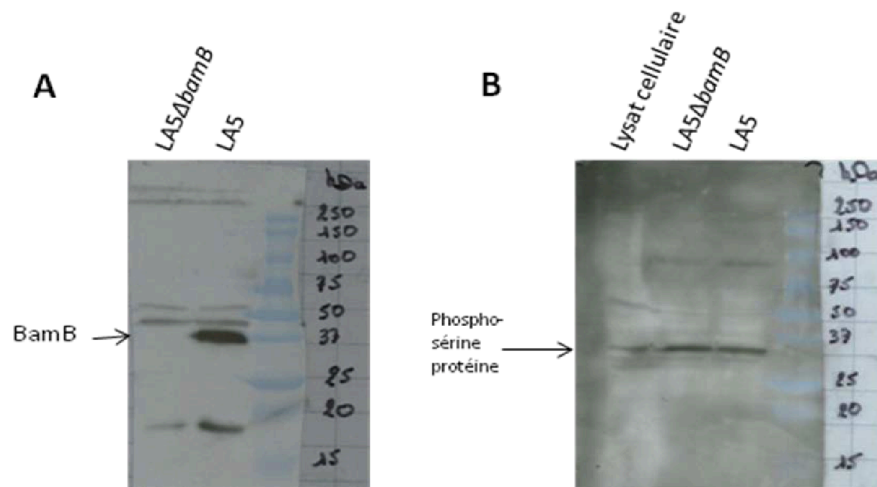 A
LA5ΔbamB
LA5
kDa
250
150
100
75
50
37
25
20
15
BamB
B
Lysat cellulaire
LA5ΔbamB
LA5
kDa
250
150
100
75
50
37
25
20
15
Phospho-
sérine
protéine